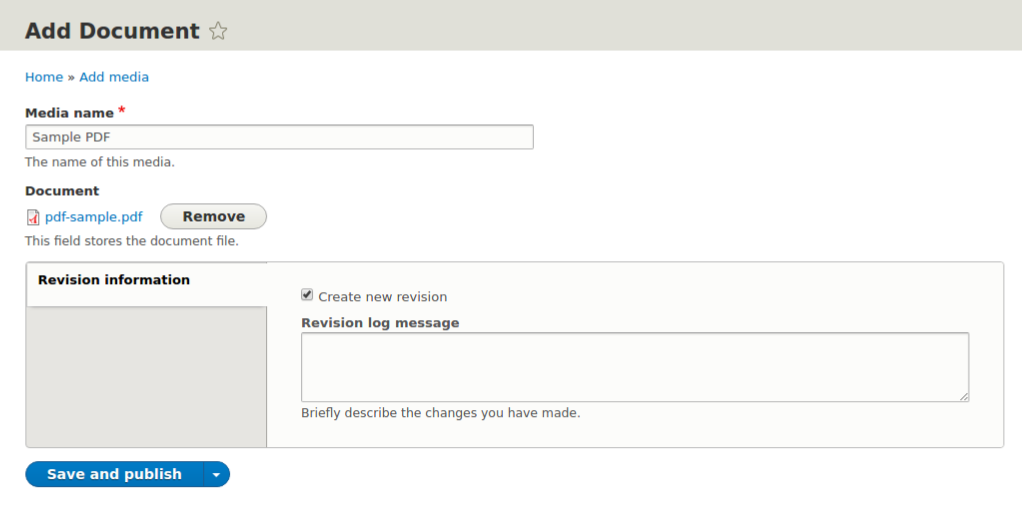 Add Document
Home » Add media
Media name *
Sample PDF
The name of this media.
Document
pdf-sample.pdf Remove
This field stores the document file.
Revision information
Create new revision
Revision log message
Briefly describe the changes you have made.
Save and publish